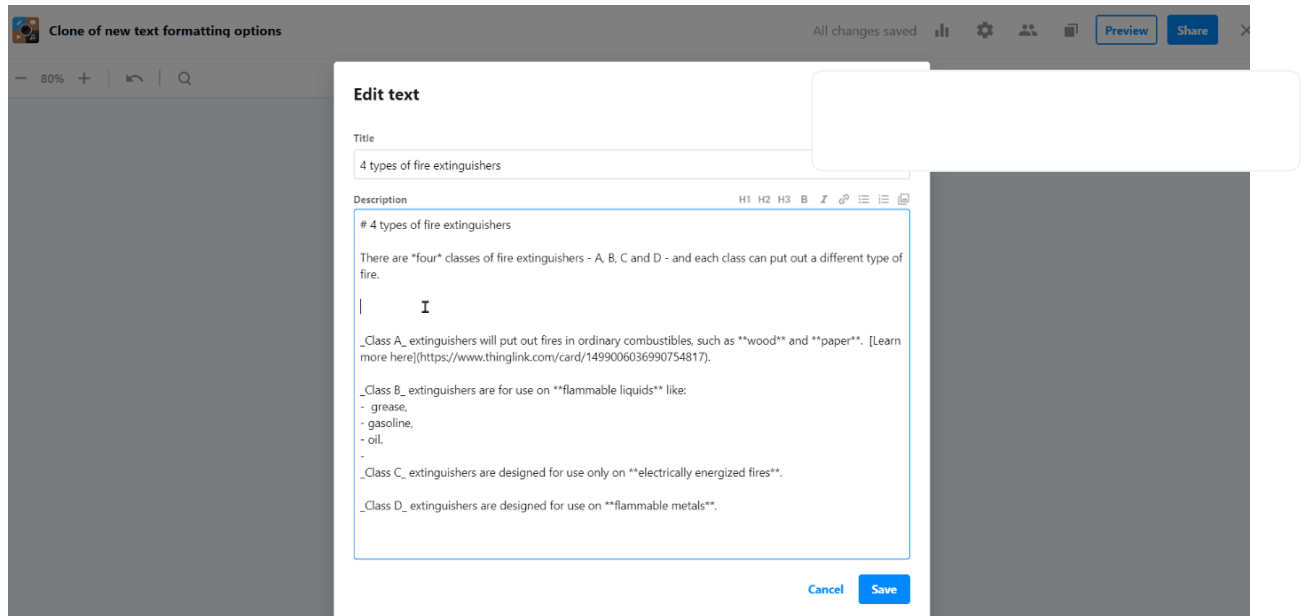 Clone of new text formatting options
All changes saved
Preview
Share
80%
Edit text
Title
4 types of fire extinguishers
Description
H1 H2 H3 B I
# 4 types of fire extinguishers
There are *four* classes of fire extinguishers - A, B, C and D - and each class can put out a different type of
fire.
_Class A_ extinguishers will put out fires in ordinary combustibles, such as **wood** and **paper**.  [Learn
more here](https://www.thinglink.com/card/1499006036990754817).
_Class B_ extinguishers are for use on **flammable liquids** like:
-  grease,
- gasoline,
- oil.
-
_Class C_ extinguishers are designed for use only on **electrically energized fires**.
_Class D_ extinguishers are designed for use on **flammable metals**.
Cancel
Save